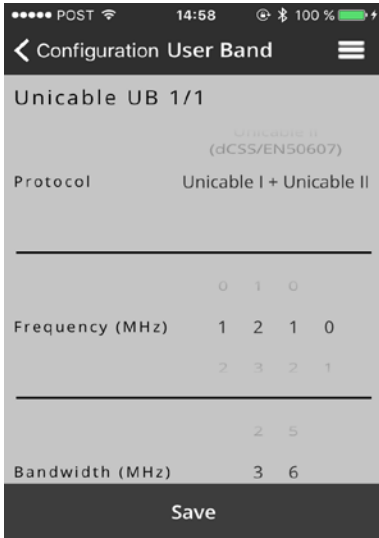 POST 14:58 100 %
Configuration User Band
Unicable UB 1/1
Unicable II
(dCSS/EN50607)
Protocol Unicable I + Unicable II
0 1 0
Frequency (MHz) 1 2 1 0
2 3 2 1
2 5
Bandwidth (MHz) 3 6
Save